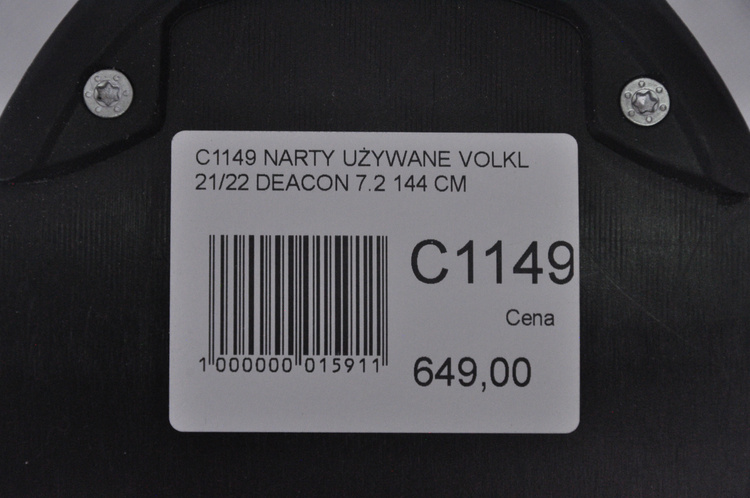 C1149 NARTY UŻYWANE VOLKL
21/22 DEACON 7.2 144 CM
C1149
Cena
1 000000 015911
649,00